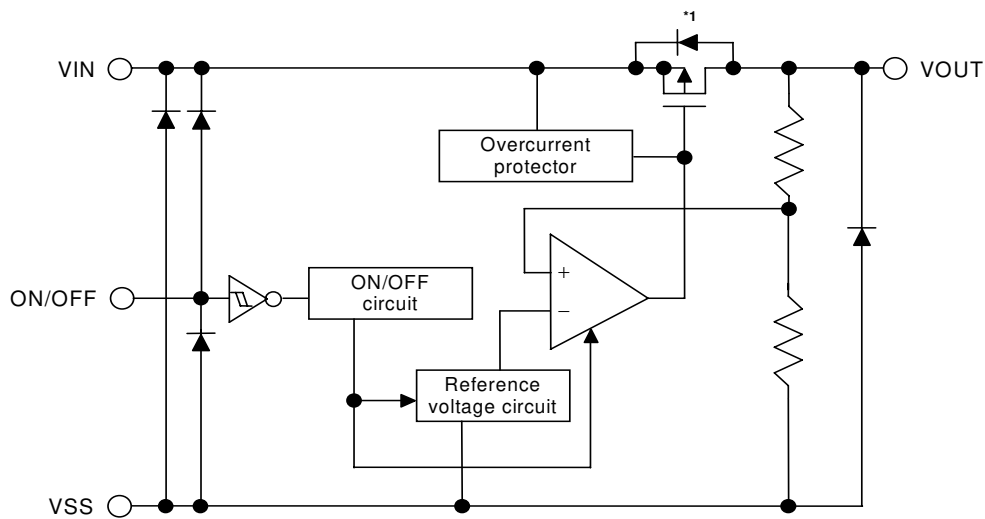 *1
VIN
VOUT
Overcurrent
protector
+
−
ON/OFF
ON/OFF
circuit
Reference
voltage circuit
VSS